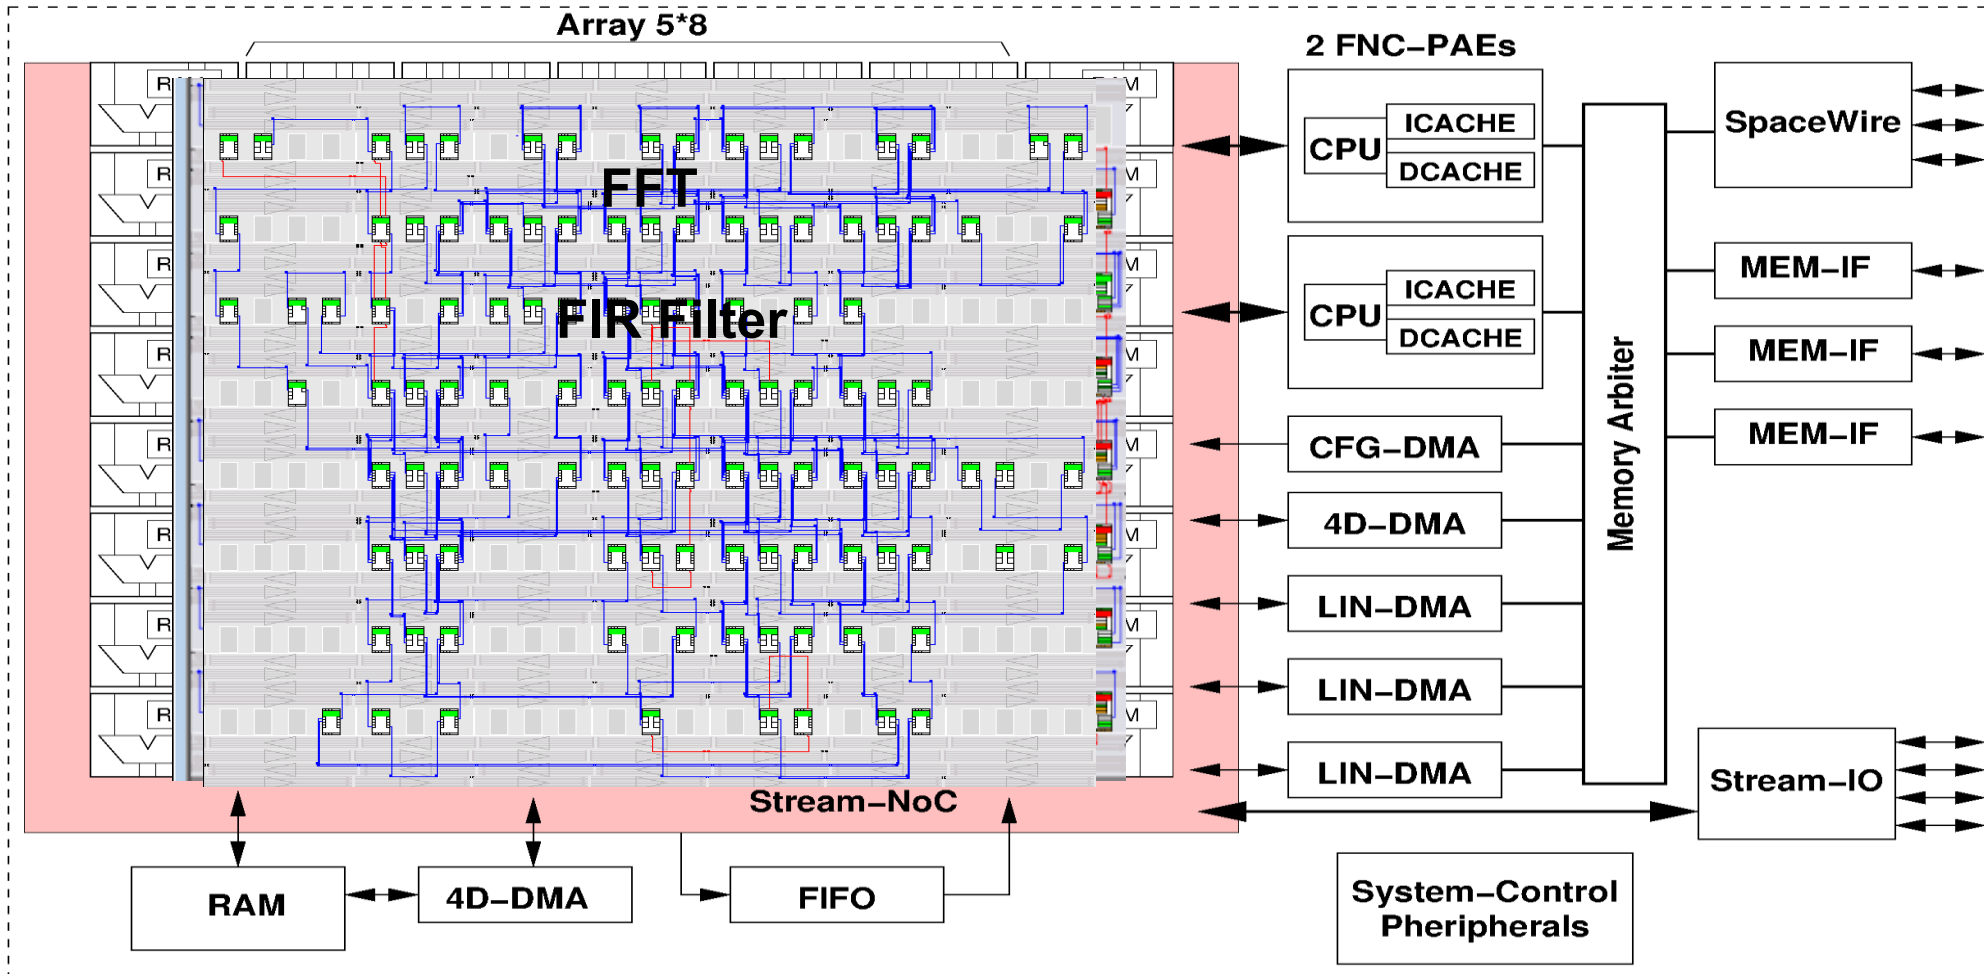 Array 5*8
2 FNC-PAEs
R
M
CPU
ICACHE
DCACHE
SpaceWire
R
M
FFT
R
M
CPU
ICACHE
DCACHE
MEM-IF
FIR Filter
R
M
MEM-IF
Memory Arbiter
R
M
CFG-DMA
MEM-IF
R
M
4D-DMA
R
M
LIN-DMA
R
M
LIN-DMA
LIN-DMA
Stream-IO
Stream-NoC
RAM
4D-DMA
FIFO
System-Control
Pheripherals